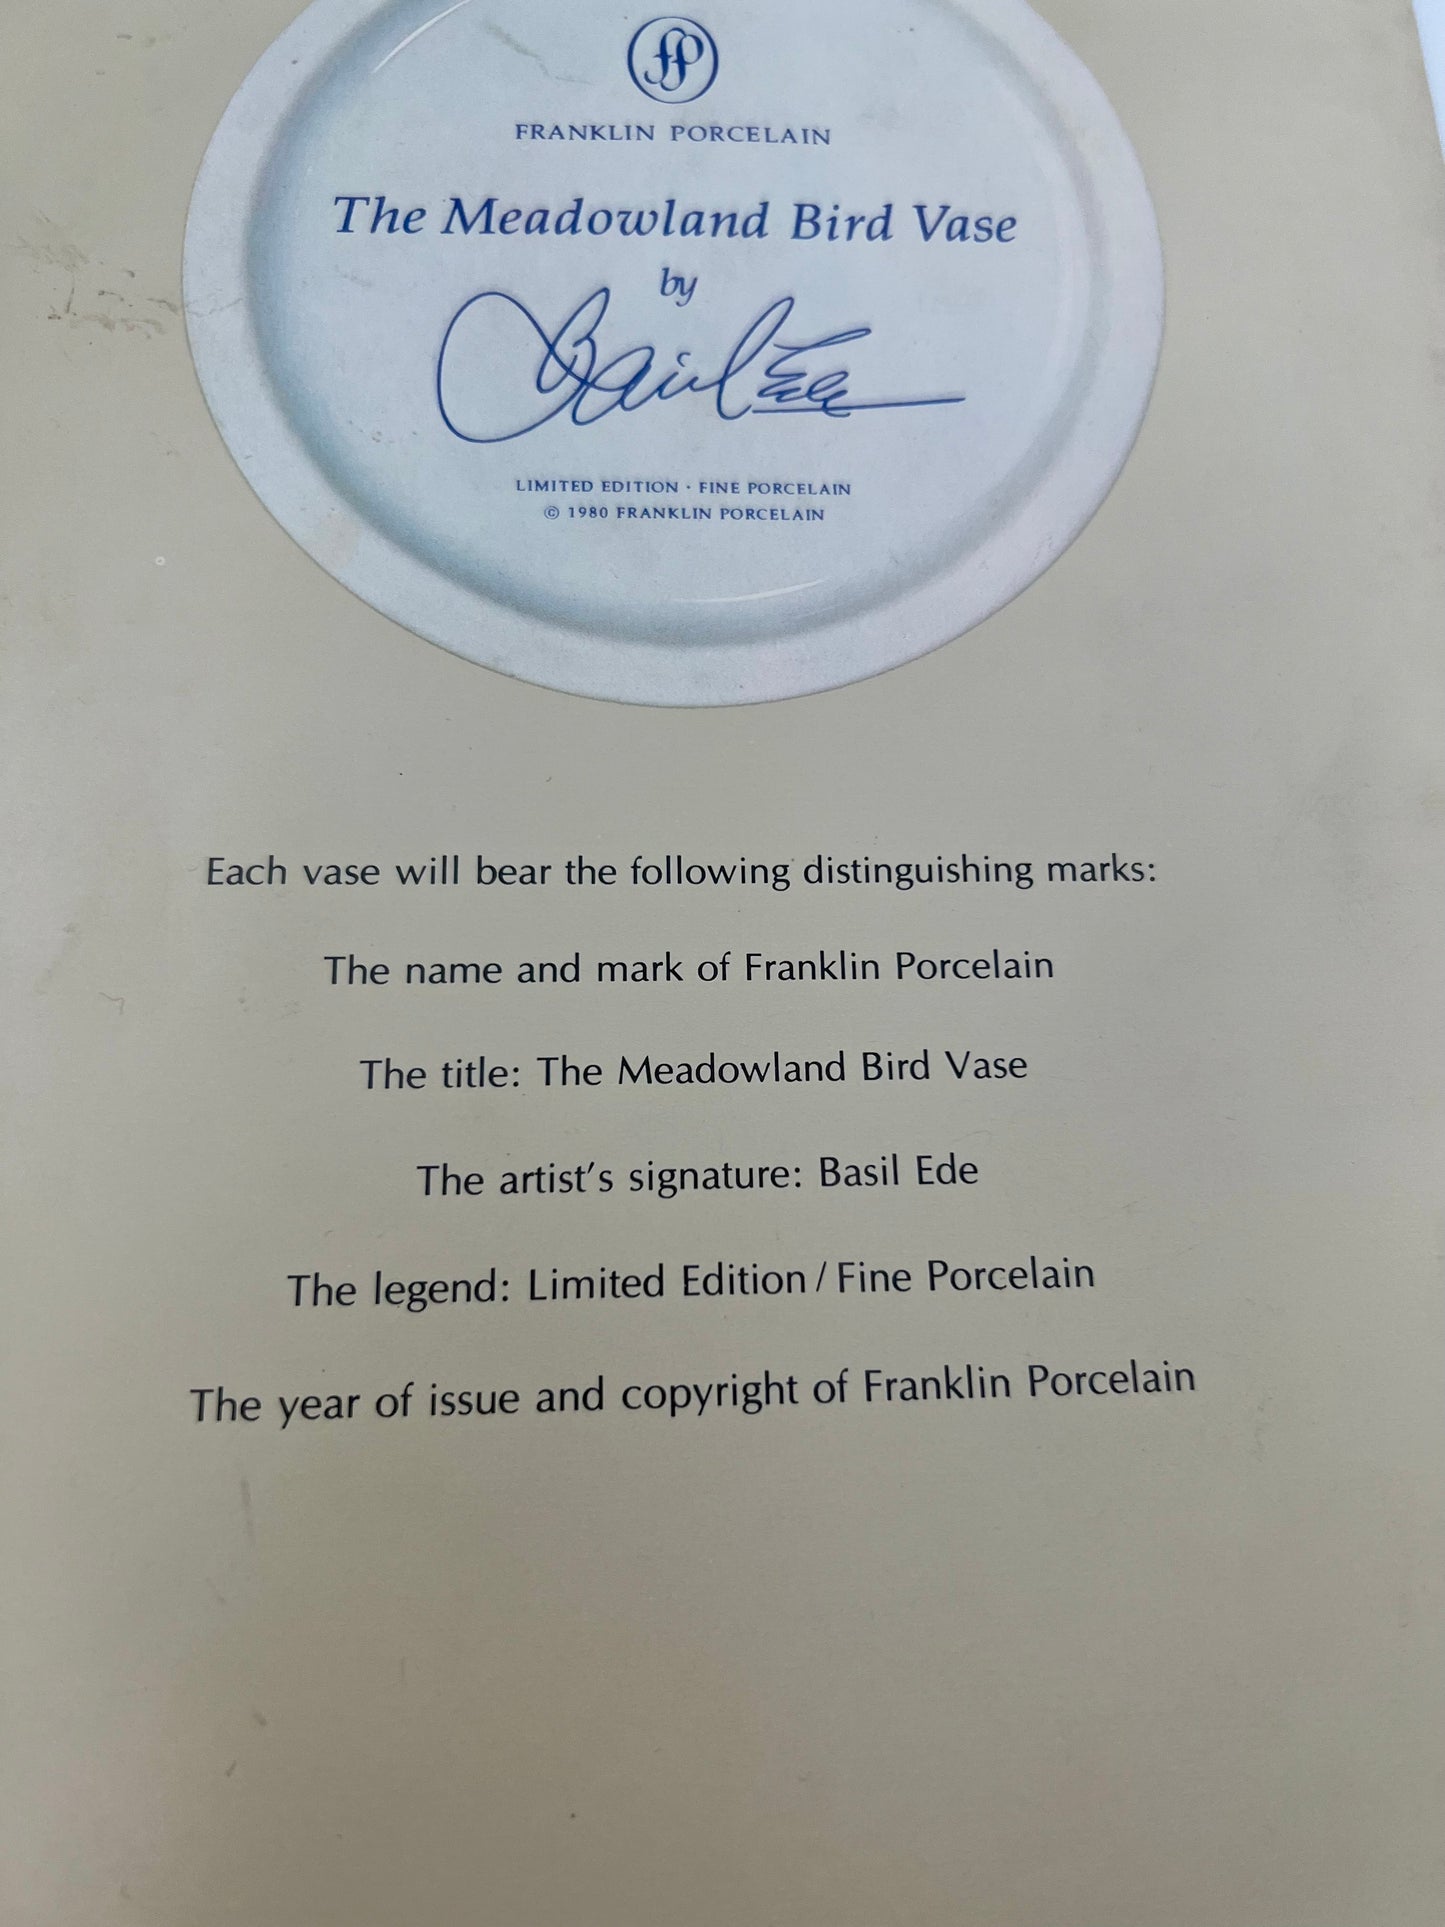 fp
FRANKLIN PORCELAIN
The Meadowland Bird Vase
by
Basil Ede
LIMITED EDITION · FINE PORCELAIN
© 1980 FRANKLIN PORCELAIN
Each vase will bear the following distinguishing marks:
The name and mark of Franklin Porcelain
The title: The Meadowland Bird Vase
The artist's signature: Basil Ede
The legend: Limited Edition / Fine Porcelain
The year of issue and copyright of Franklin Porcelain